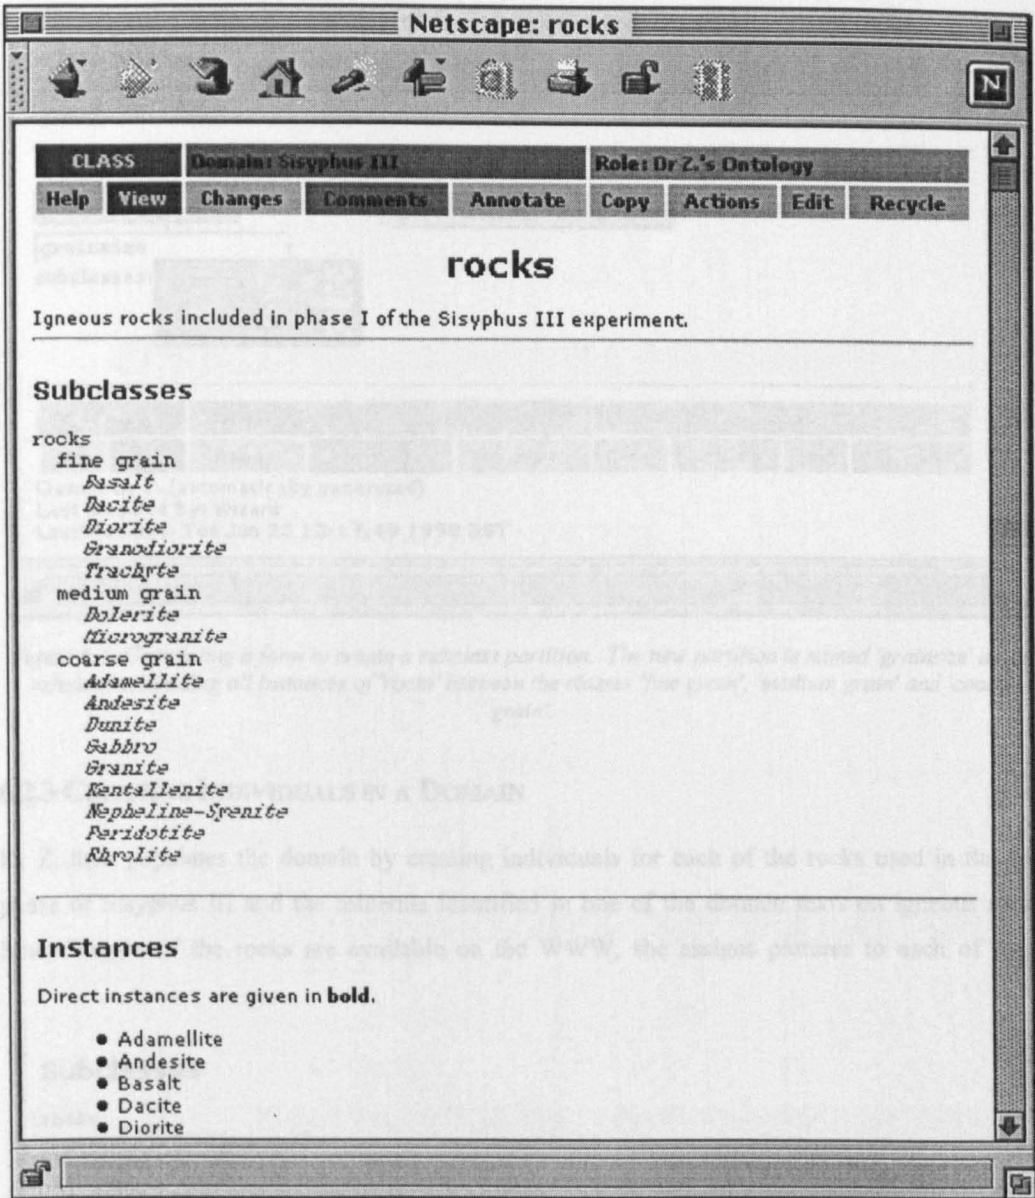 Netscape: rocks
N
CLASS Domain: Sisyphus III Role: Dr Z.'s Ontology
Help View Changes Comments Annotate Copy Actions Edit Recycle
rocks
Igneous rocks included in phase I of the Sisyphus III experiment.
Subclasses
rocks
fine grain
Basalt
Dacite
Diorite
Granodiorite
Trachyte
medium grain
Dolerite
Microgranite
coarse grain
Adamellite
Andesite
Dunite
Gabbro
Granite
Kentallenite
Nepheline-Syenite
Peridotite
Rhyolite
Instances
Direct instances are given in bold.
• Adamellite
• Andesite
• Basalt
• Dacite
• Diorite